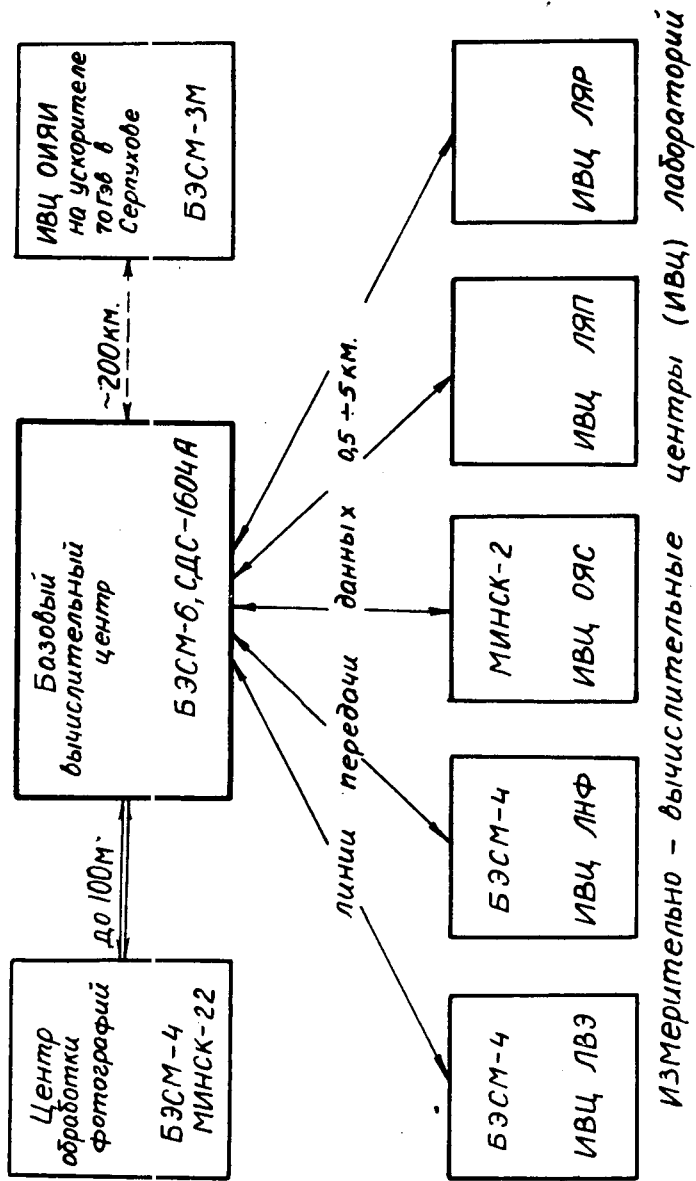 Центр
обработки
фотографий
БЭСМ-4
МИНСК-22
до 100м
Базовый
вычислительный
центр
БЭСМ-6, СДС-1604А
~200км.
ИВЦ ОИЯИ
на ускорителе
70 Гэв в
Серпухове
БЭСМ-3М
линии передачи данных 0,5÷5 км.
БЭСМ-4
ИВЦ ЛВЭ
БЭСМ-4
ИВЦ ЛНФ
МИНСК-2
ИВЦ ОЯС
ИВЦ ЛЯП
ИВЦ ЛЯР
Измерительно - вычислительные центры (ИВЦ) лабораторий